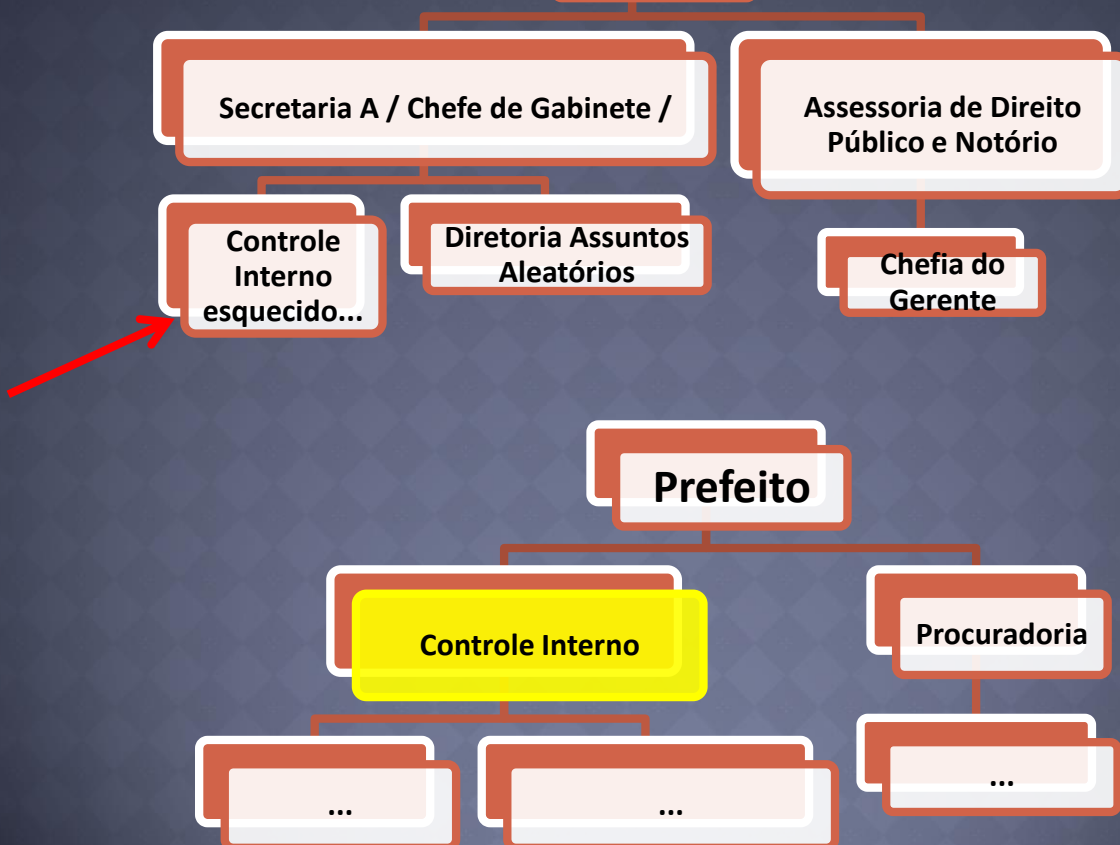 Secretaria A / Chefe de Gabinete /
Assessoria de Direito
Público e Notório
Controle
Interno
esquecido...
Diretoria Assuntos
Aleatórios
Chefia do
Gerente
Prefeito
Controle Interno
Procuradoria
...
...
...